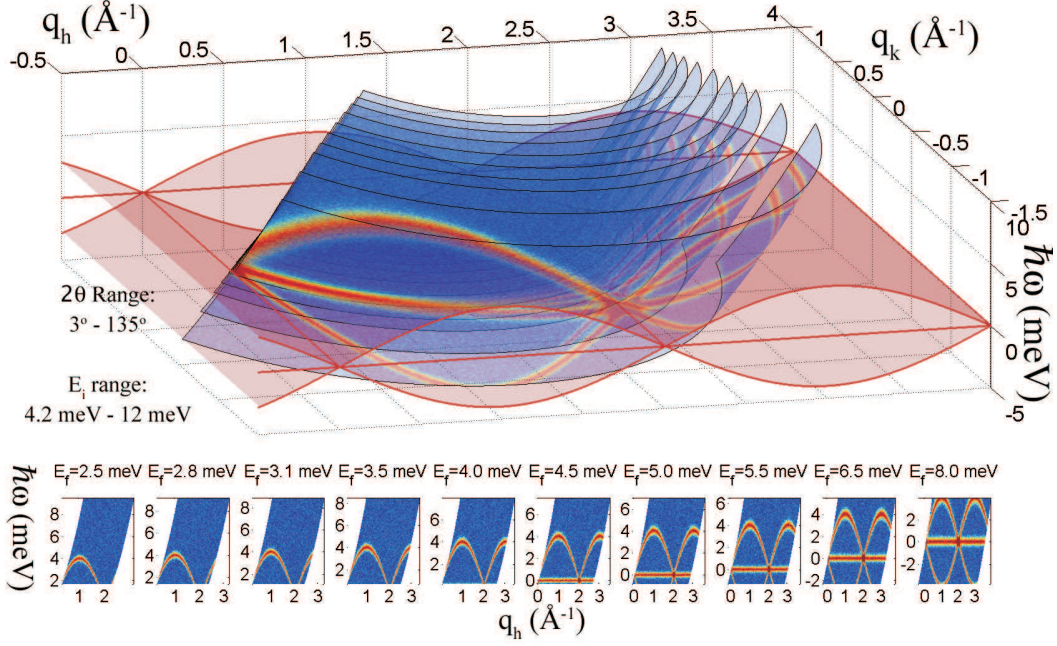 q_h (Å⁻¹)
-0.5 0 0.5 1 1.5 2 2.5 3 3.5 4
q_k (Å⁻¹)
1 0.5 0 -0.5 -1 -1.5
ħω (meV)
10 5 0 -5
2θ Range:
3° - 135°
E_i range:
4.2 meV - 12 meV
E_f=2.5 meV E_f=2.8 meV E_f=3.1 meV E_f=3.5 meV E_f=4.0 meV E_f=4.5 meV E_f=5.0 meV E_f=5.5 meV E_f=6.5 meV E_f=8.0 meV
ħω (meV)
8 6 4 2
8 6 4 2
8 6 4 2
8 6 4 2
6 4 2
6 4 2
6 4 2 0
6 4 2 0
4 2 0 -2
2 0 -2
1 2
1 2 3
1 2 3
1 2 3
0 1 2 3
0 1 2 3
0 1 2 3
0 1 2 3
0 1 2 3
0 1 2 3
q_h (Å⁻¹)